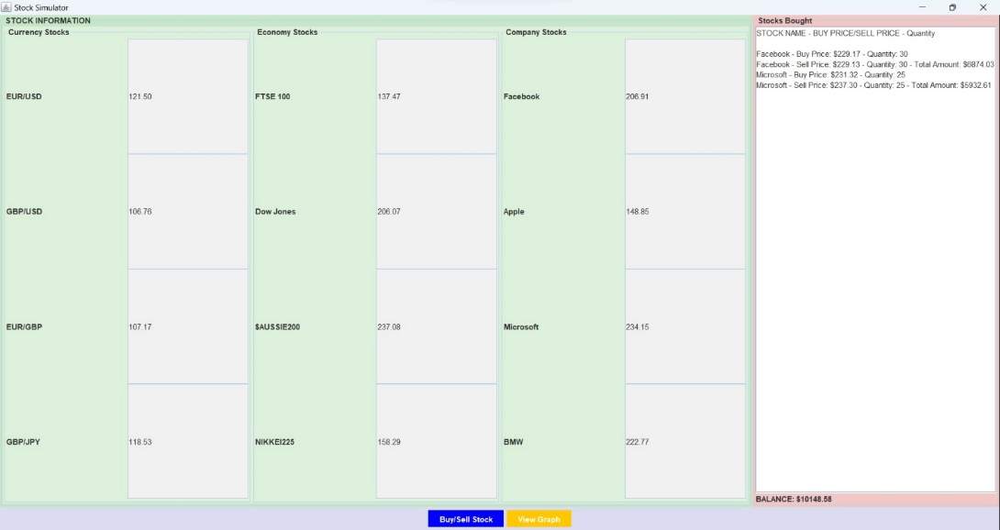 Stock Simulator
STOCK INFORMATION
Currency Stocks
EUR/USD 121.50
GBP/USD 106.76
EUR/GBP 107.17
GBP/JPY 118.53
Economy Stocks
FTSE 100 137.47
Dow Jones 206.07
$AUSSIE200 237.08
NIKKEI225 158.29
Company Stocks
Facebook 206.91
Apple 148.85
Microsoft 234.15
BMW 222.77
Stocks Bought
STOCK NAME - BUY PRICE/SELL PRICE - Quantity
Facebook - Buy Price: $229.17 - Quantity: 30
Facebook - Sell Price: $229.13 - Quantity: 30 - Total Amount: $6874.03
Microsoft - Buy Price: $231.32 - Quantity: 25
Microsoft - Sell Price: $237.30 - Quantity: 25 - Total Amount: $5932.61
BALANCE: $10148.58
Buy/Sell Stock
View Graph